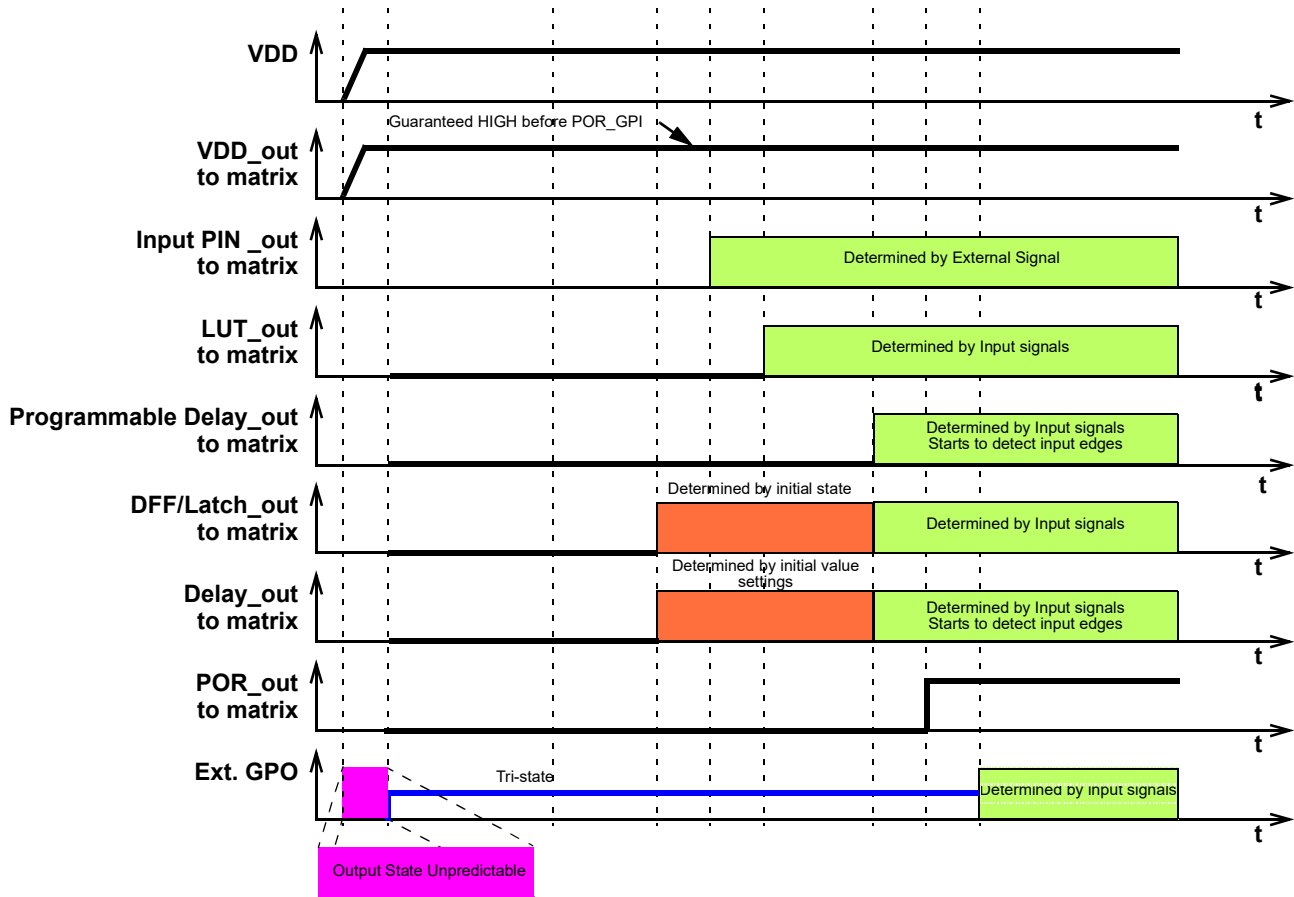 VDD
t
Guaranteed HIGH before POR_GPI
VDD_out
to matrix
t
Input PIN _out
to matrix
Determined by External Signal
t
LUT_out
to matrix
Determined by Input signals
t
Programmable Delay_out
to matrix
Determined by Input signals
Starts to detect input edges
t
Determined by initial state
DFF/Latch_out
to matrix
Determined by Input signals
t
Determined by initial value
settings
Delay_out
to matrix
Determined by Input signals
Starts to detect input edges
t
POR_out
to matrix
t
Ext. GPO
Tri-state
Determined by input signals
t
Output State Unpredictable